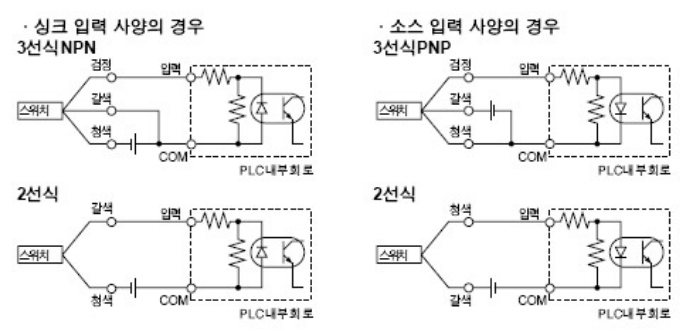 · 싱크 입력 사양의 경우
3선식NPN
검정
입력
갈색
스위치
청색
COM
PLC내부회로
2선식
갈색
입력
스위치
청색
COM
PLC내부회로
· 소스 입력 사양의 경우
3선식PNP
검정
입력
갈색
스위치
청색
COM
PLC내부회로
2선식
청색
입력
스위치
갈색
COM
PLC내부회로